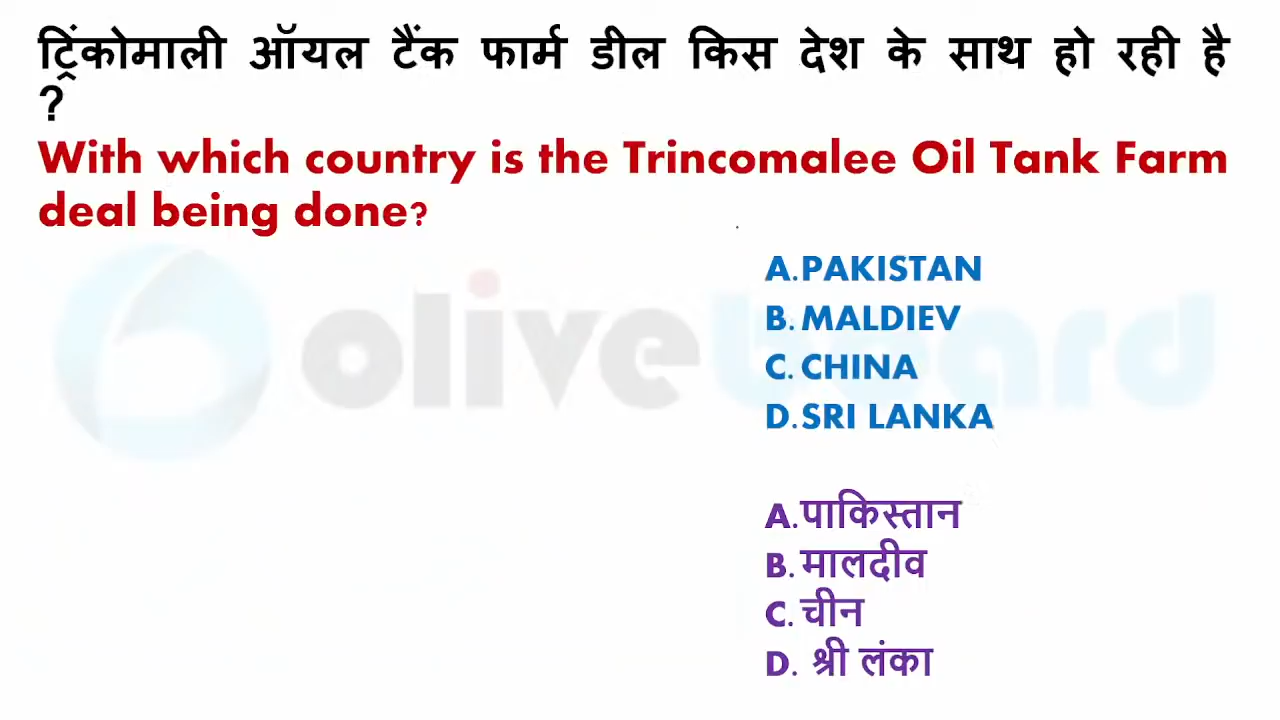 ट्रिंकोमाली ऑयल टैंक फार्म डील किस देश के साथ हो रही है
?
With which country is the Trincomalee Oil Tank Farm
deal being done?
oliveboard
A.PAKISTAN
B. MALDIEV
C. CHINA
D.SRI LANKA
A.पाकिस्तान
B. मालदीव
C. चीन
D. श्री लंका